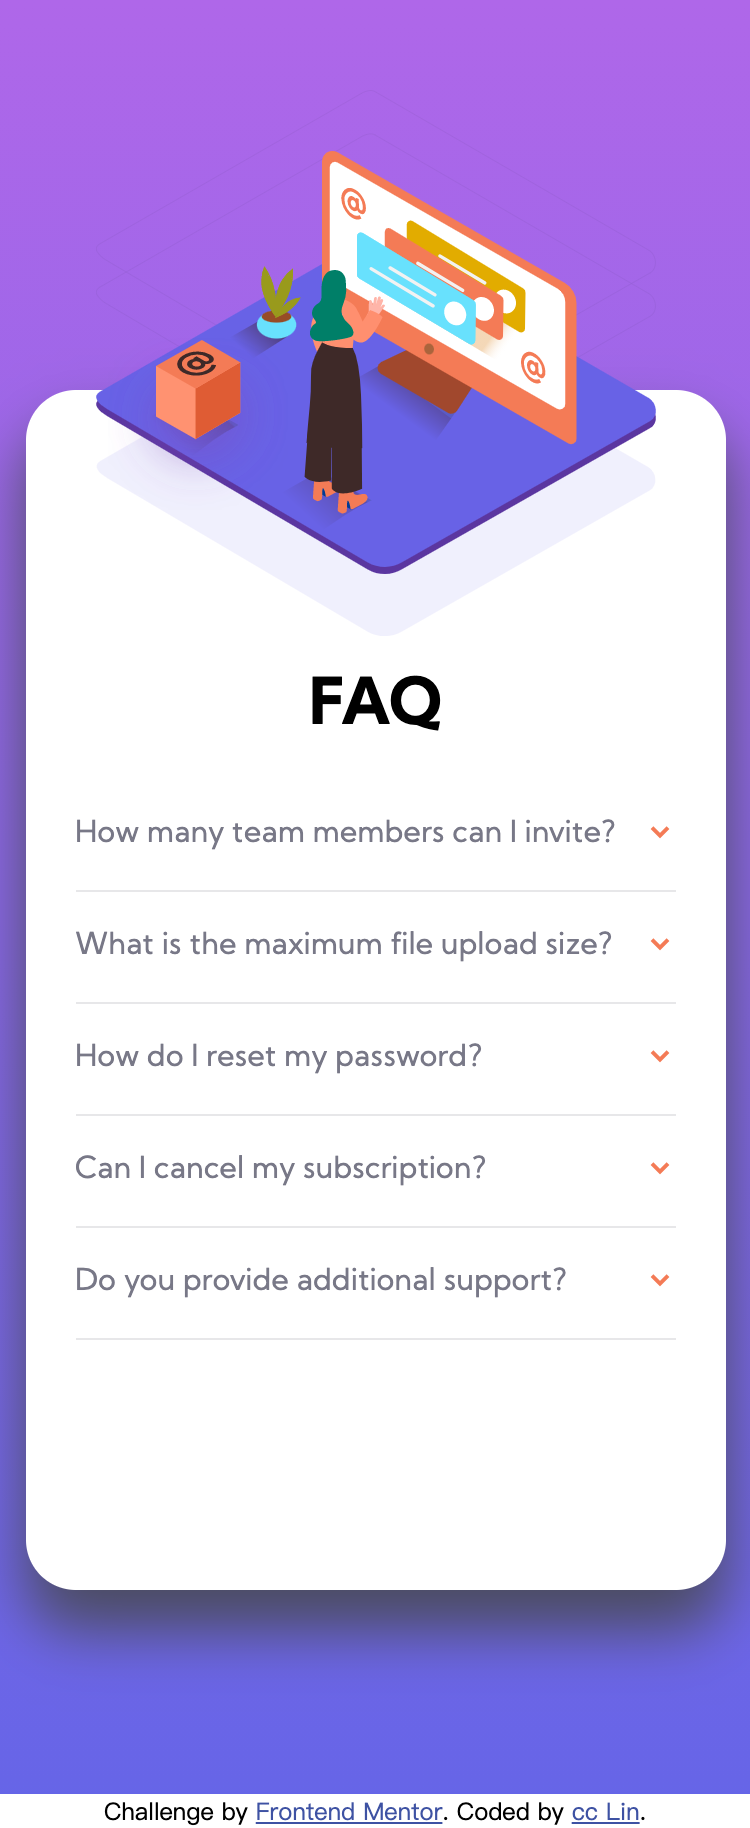 @
@
@
FAQ
How many team members can I invite?
What is the maximum file upload size?
How do I reset my password?
Can I cancel my subscription?
Do you provide additional support?
Challenge by Frontend Mentor. Coded by cc Lin.